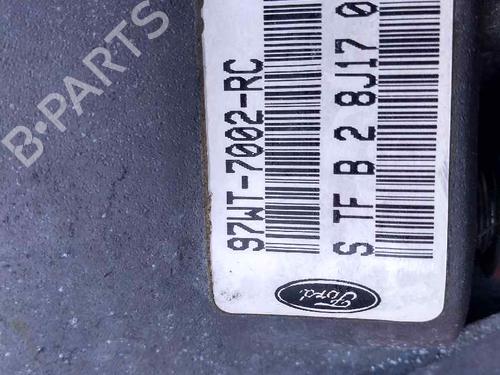 B-PARTS
97WT-7002-RC
S TF B 2 8J17 0
Ford